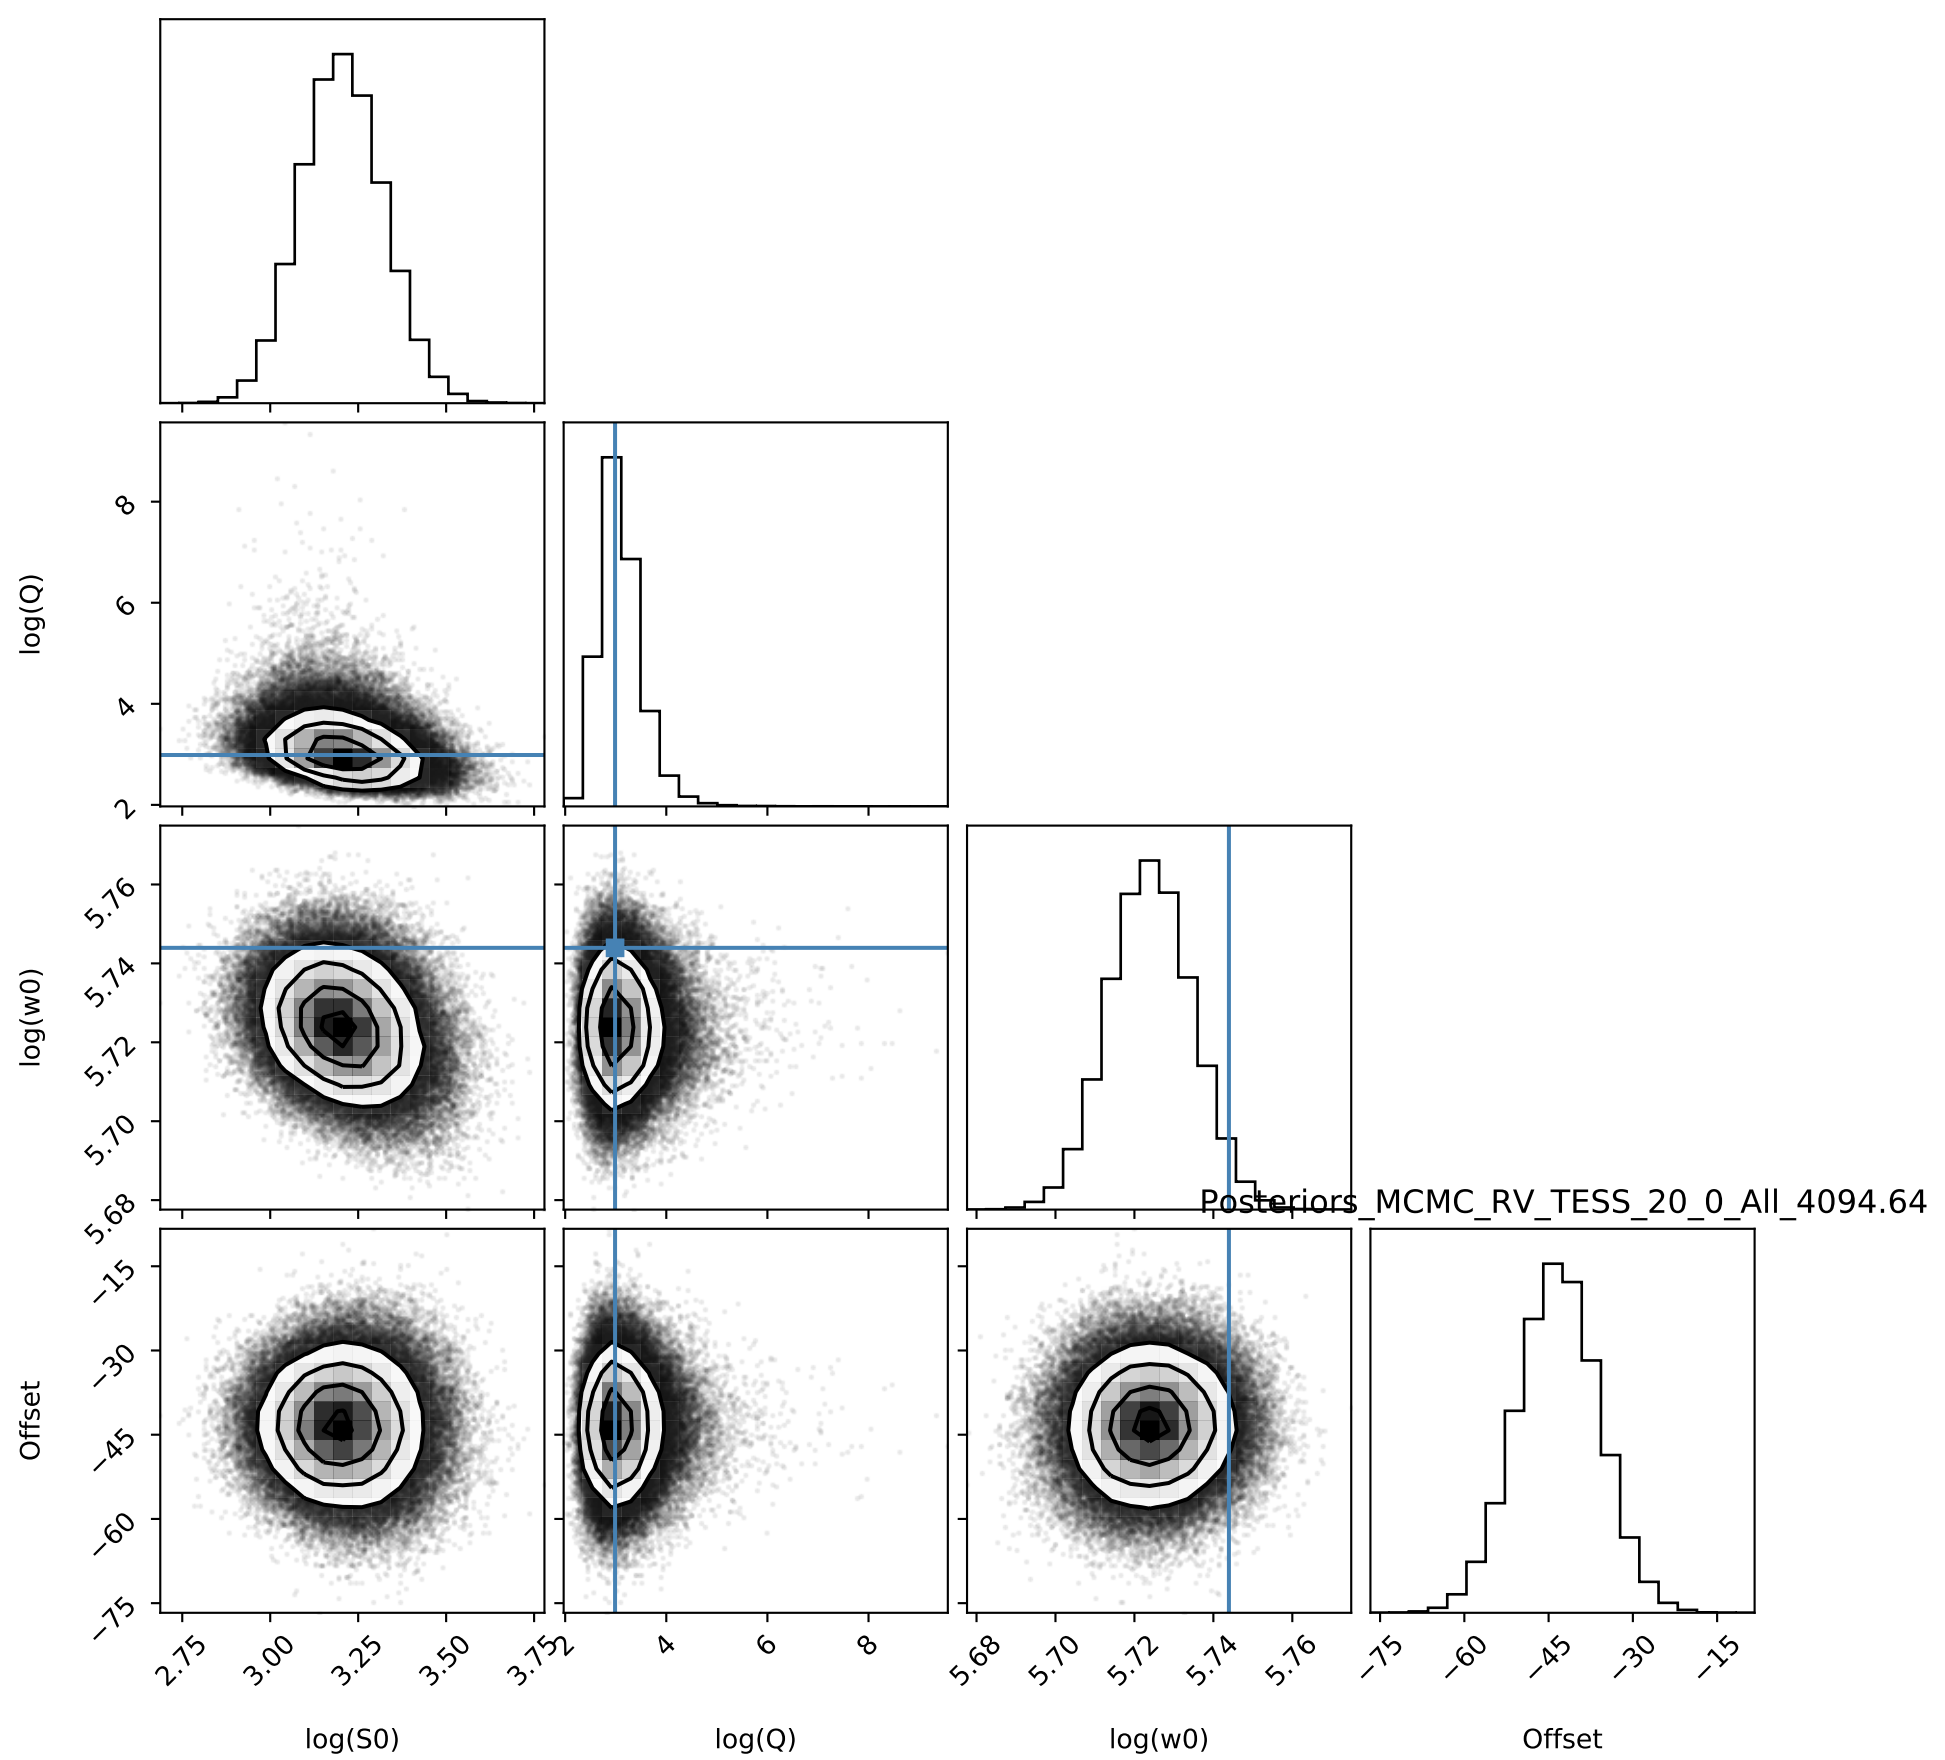 8
6
4
2
log(Q)
5.76
5.74
5.72
5.70
5.68
log(w0)
Posteriors_MCMC_RV_TESS_20_0_All_4094.64
−15
−30
−45
−60
−75
Offset
2.75 3.00 3.25 3.50 3.75
2 4 6 8
5.68 5.70 5.72 5.74 5.76
−75 −60 −45 −30 −15
log(S0)
log(Q)
log(w0)
Offset